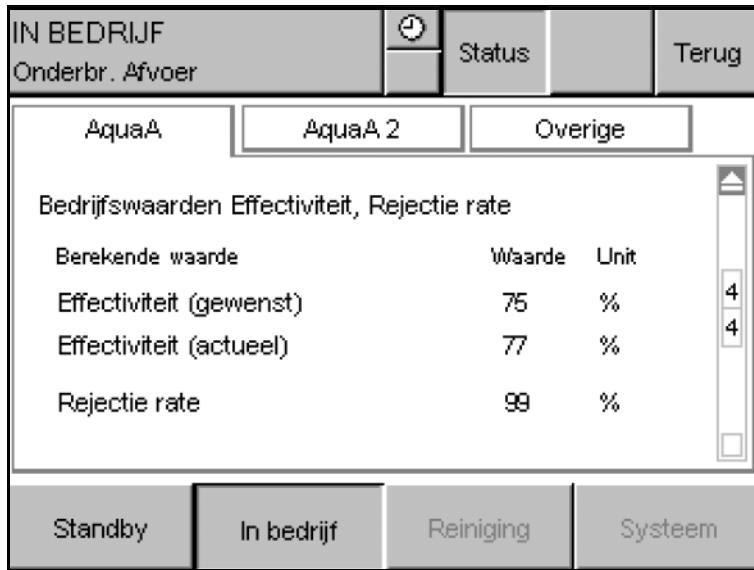 IN BEDRIJF
Onderbr. Afvoer
Status
Terug
AquaA
AquaA 2
Overige
Bedrijfswaarden Effectiviteit, Rejectie rate
Berekende waarde Waarde Unit
Effectiviteit (gewenst) 75 %
Effectiviteit (actueel) 77 %
Rejectie rate 99 %
4
4
Standby
In bedrijf
Reiniging
Systeem